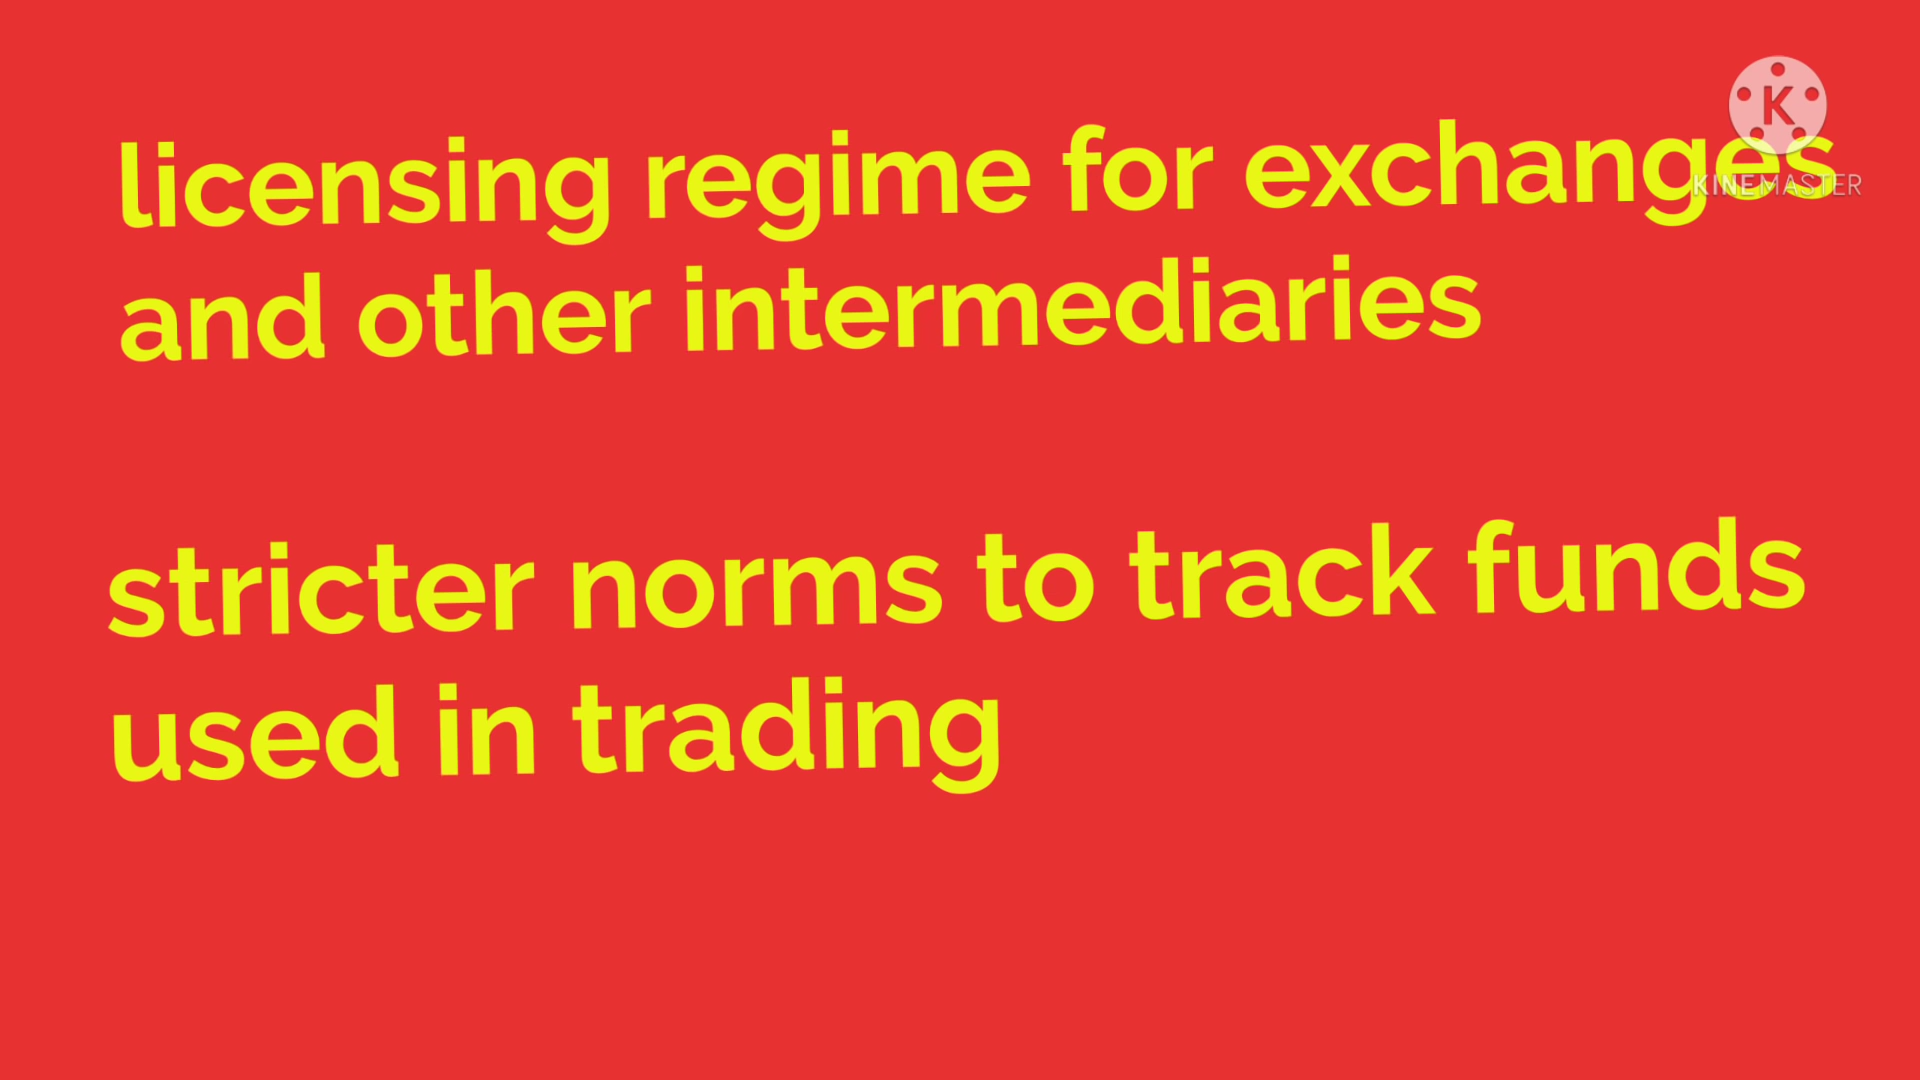 K
KINEMASTER
licensing regime for exchanges
and other intermediaries
stricter norms to track funds
used in trading